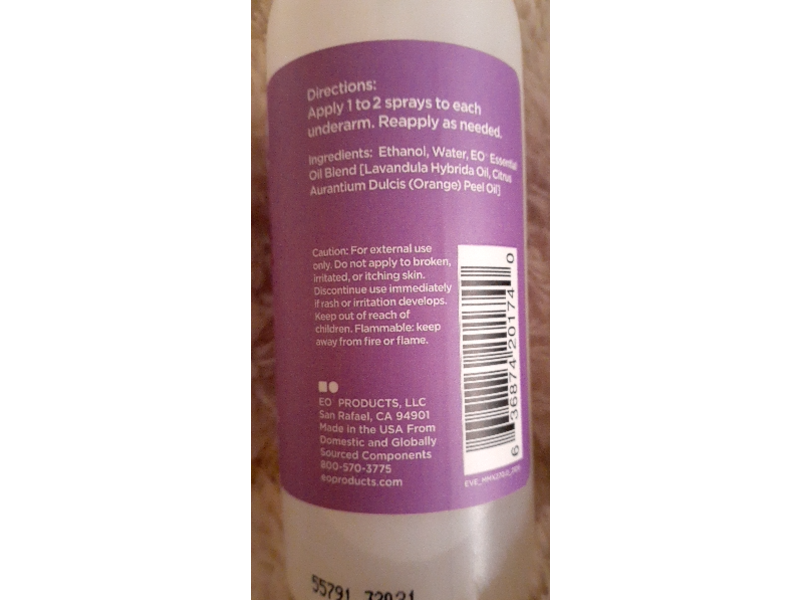 Directions:
Apply 1 to 2 sprays to each
underarm. Reapply as needed.
Ingredients: Ethanol, Water, EO® Essential
Oil Blend [Lavandula Hybrida Oil, Citrus
Aurantium Dulcis (Orange) Peel Oil]
Caution: For external use
only. Do not apply to broken,
irritated, or itching skin.
Discontinue use immediately
if rash or irritation develops.
Keep out of reach of
children. Flammable: keep
away from fire or flame.
EO® PRODUCTS, LLC
San Rafael, CA 94901
Made in the USA From
Domestic and Globally
Sourced Components
800-570-3775
eoproducts.com
6 36874 20174 0
55791